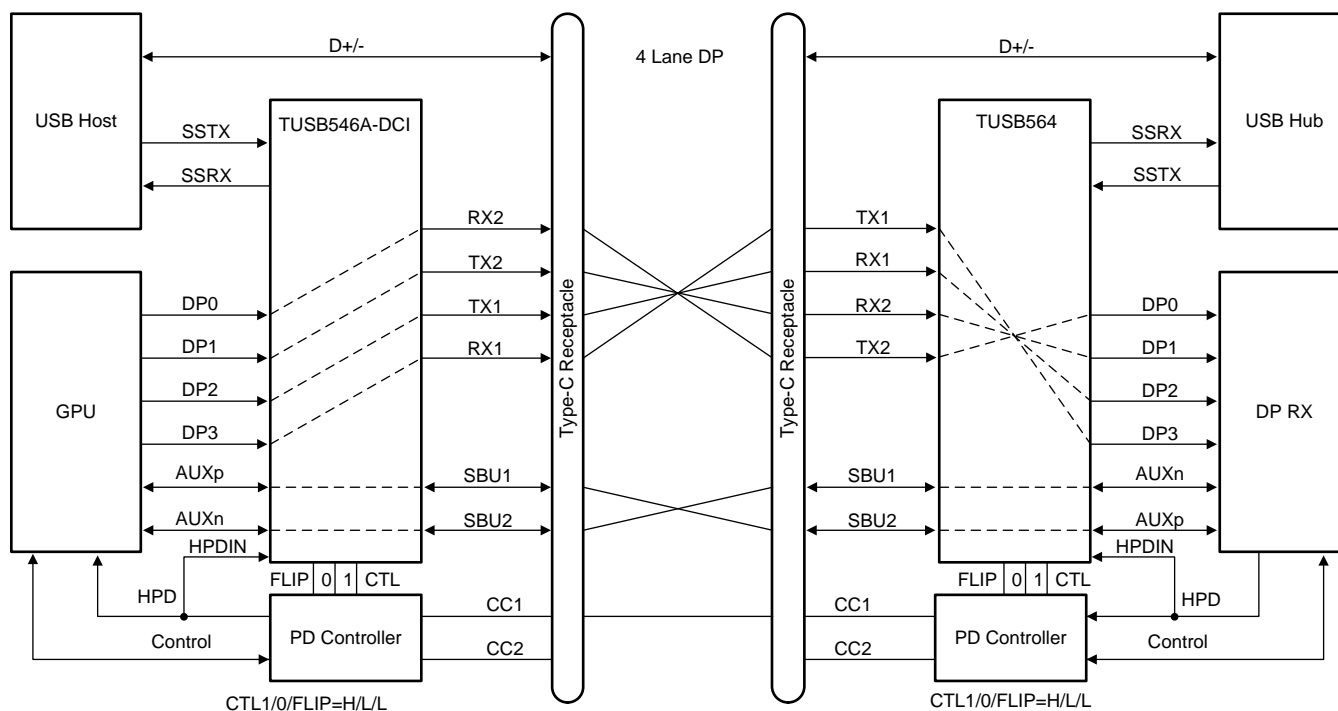 D+/-
4 Lane DP
D+/-
USB Host
TUSB546A-DCI
TUSB564
USB Hub
SSTX
SSRX
SSRX
SSTX
RX2
TX1
TX2
RX1
TX1
RX2
RX1
TX2
Type-C Receptacle
Type-C Receptacle
GPU
DP0
DP1
DP2
DP3
AUXp
AUXn
SBU1
SBU2
SBU1
SBU2
DP0
DP1
DP2
DP3
AUXn
AUXp
DP RX
HPDIN
HPDIN
FLIP 0 1 CTL
FLIP 0 1 CTL
HPD
CC1
CC1
HPD
PD Controller
PD Controller
Control
CC2
CC2
Control
CTL1/0/FLIP=H/L/L
CTL1/0/FLIP=H/L/L